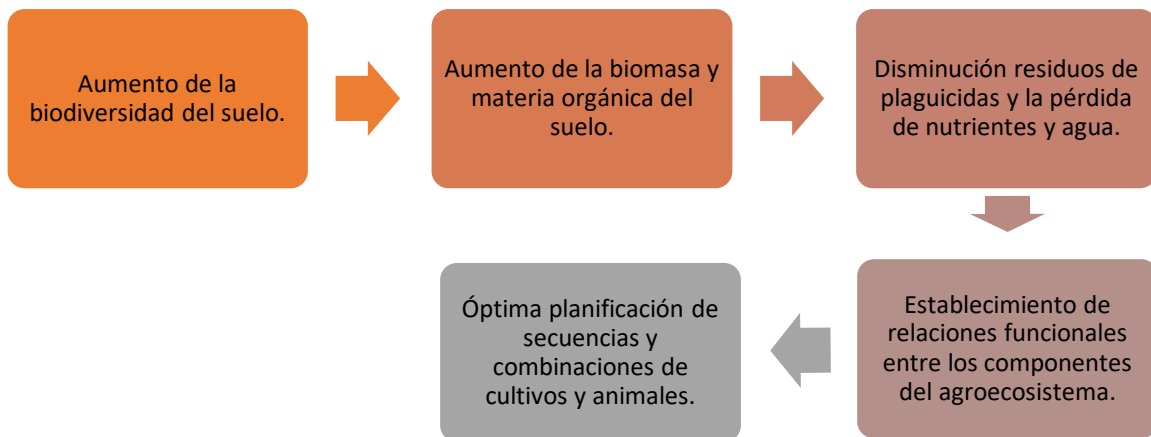 Aumento de la
biodiversidad del suelo.
Aumento de la biomasa y
materia orgánica del
suelo.
Disminución residuos de
plaguicidas y la pérdida
de nutrientes y agua.
Establecimiento de
relaciones funcionales
entre los componentes
del agroecosistema.
Óptima planificación de
secuencias y
combinaciones de
cultivos y animales.